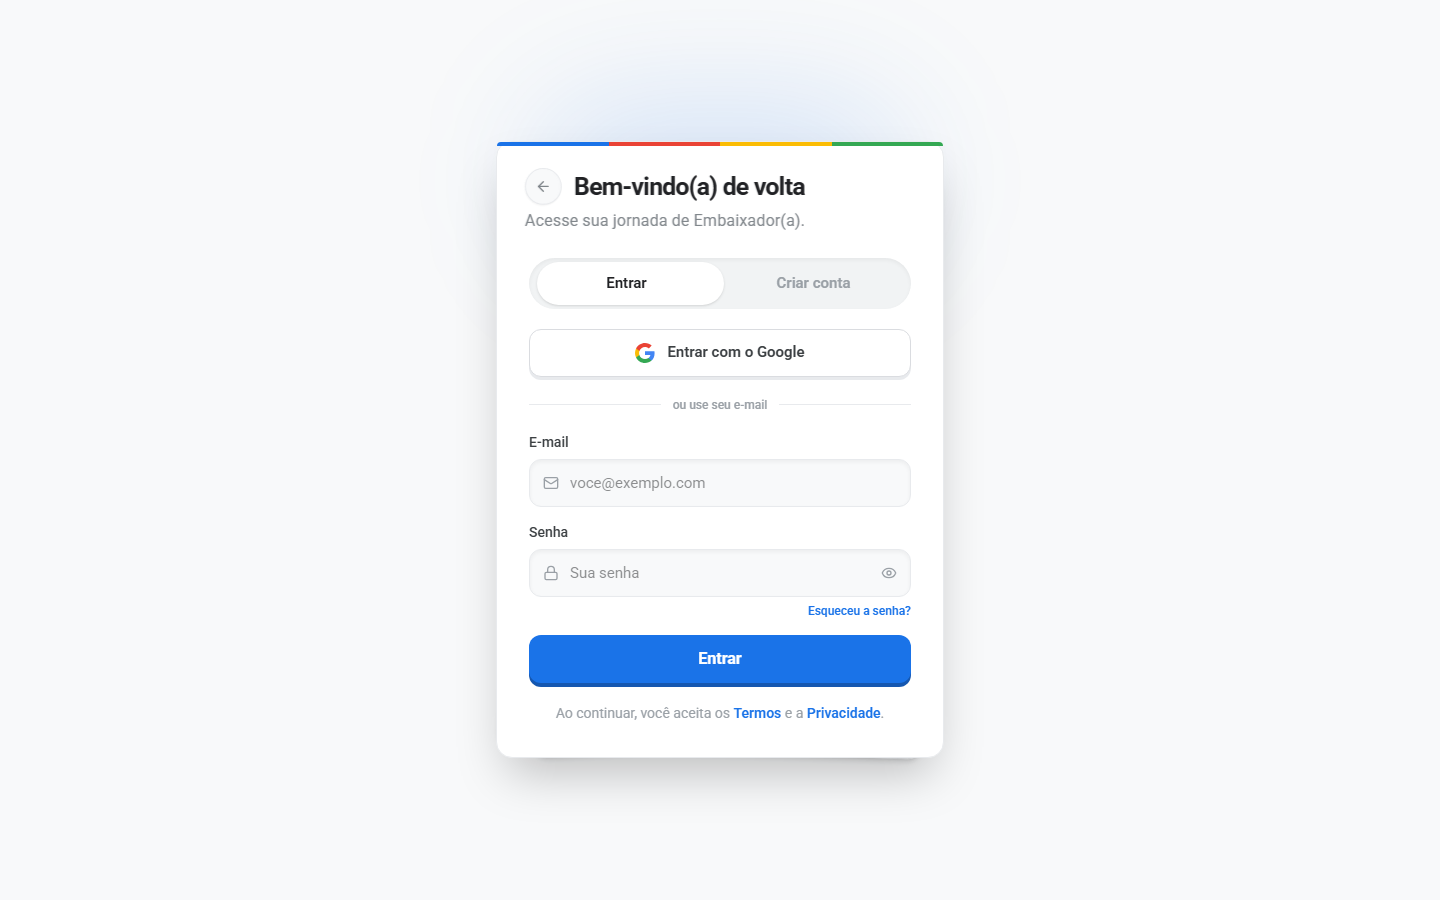 Bem-vindo(a) de volta
Acesse sua jornada de Embaixador(a).
Entrar
Criar conta
Entrar com o Google
ou use seu e-mail
E-mail
voce@exemplo.com
Senha
Sua senha
Esqueceu a senha?
Entrar
Ao continuar, você aceita os Termos e a Privacidade.